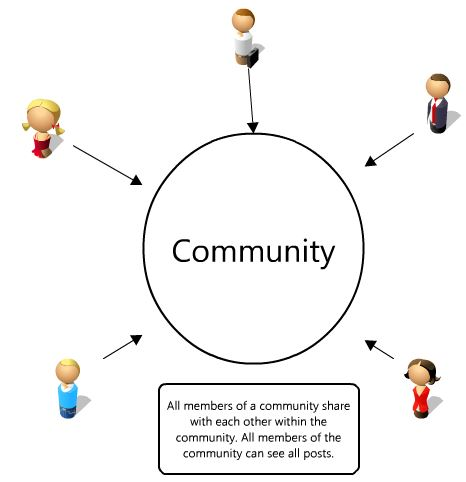 Community
All members of a community share
with each other within the
community. All members of the
community can see all posts.